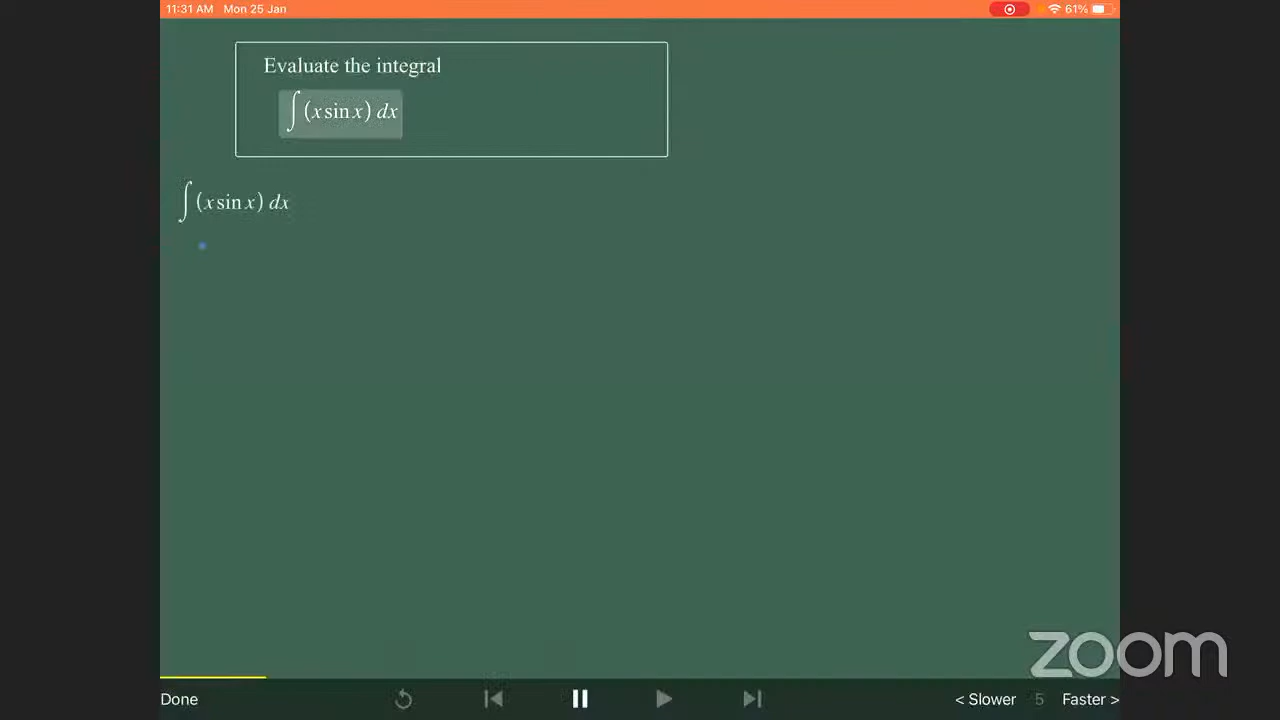 11:31 AM Mon 25 Jan 61%
Evaluate the integral
∫(x sin x) dx
∫(x sin x) dx
zoom
Done < Slower 5 Faster >